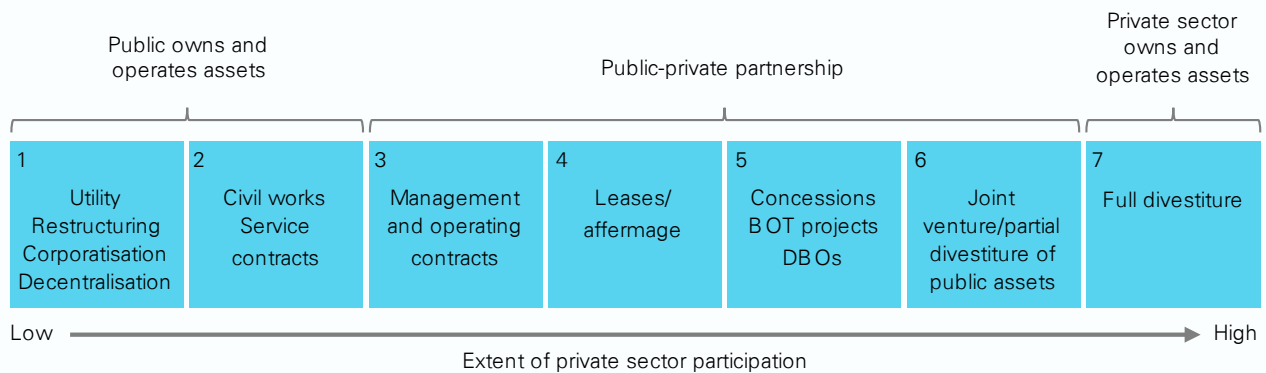 Public owns and
operates assets
Public-private partnership
Private sector
owns and
operates assets
1
Utility
Restructuring
Corporatisation
Decentralisation
2
Civil works
Service
contracts
3
Management
and operating
contracts
4
Leases/
affermage
5
Concessions
BOT projects
DBOs
6
Joint
venture/partial
divestiture of
public assets
7
Full divestiture
Low
High
Extent of private sector participation